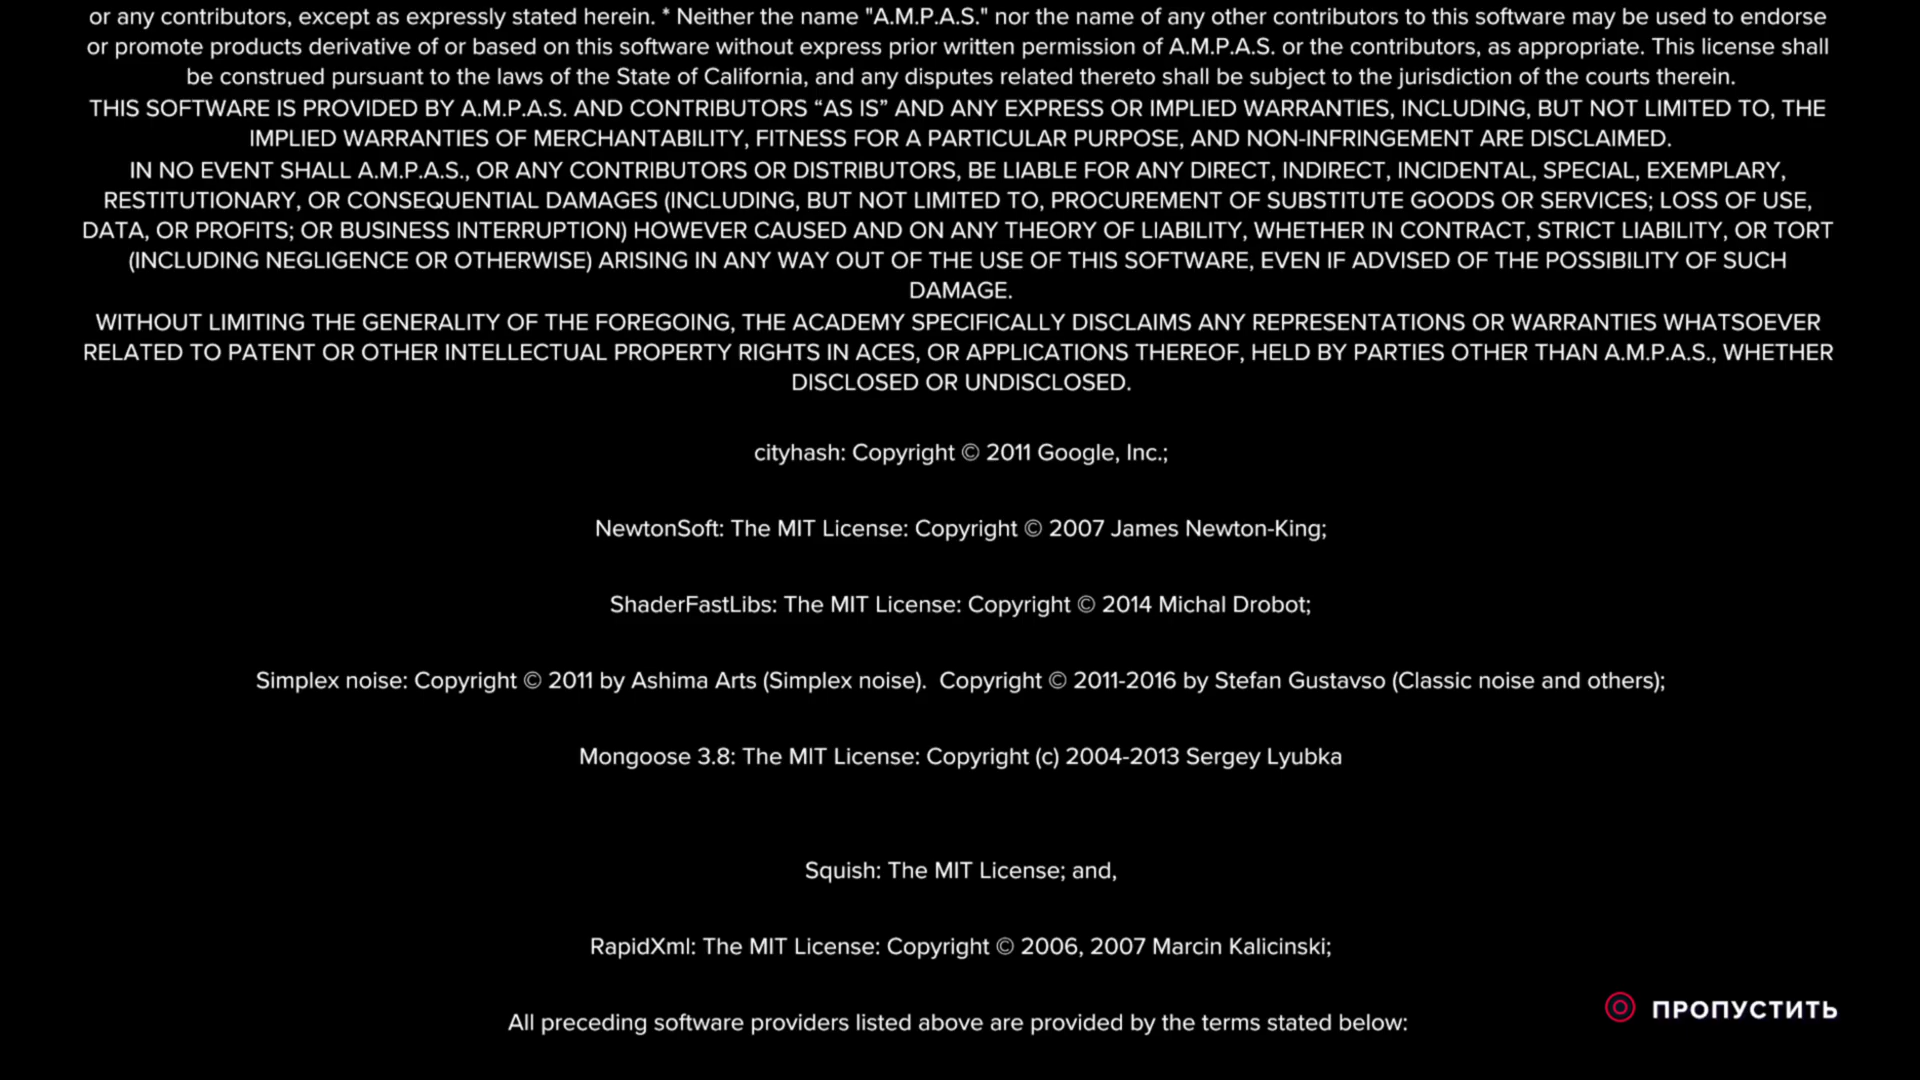 or any contributors, except as expressly stated herein. * Neither the name "A.M.P.A.S." nor the name of any other contributors to this software may be used to endorse
or promote products derivative of or based on this software without express prior written permission of A.M.P.A.S. or the contributors, as appropriate. This license shall
be construed pursuant to the laws of the State of California, and any disputes related thereto shall be subject to the jurisdiction of the courts therein.
THIS SOFTWARE IS PROVIDED BY A.M.P.A.S. AND CONTRIBUTORS “AS IS” AND ANY EXPRESS OR IMPLIED WARRANTIES, INCLUDING, BUT NOT LIMITED TO, THE
IMPLIED WARRANTIES OF MERCHANTABILITY, FITNESS FOR A PARTICULAR PURPOSE, AND NON-INFRINGEMENT ARE DISCLAIMED.
IN NO EVENT SHALL A.M.P.A.S., OR ANY CONTRIBUTORS OR DISTRIBUTORS, BE LIABLE FOR ANY DIRECT, INDIRECT, INCIDENTAL, SPECIAL, EXEMPLARY,
RESTITUTIONARY, OR CONSEQUENTIAL DAMAGES (INCLUDING, BUT NOT LIMITED TO, PROCUREMENT OF SUBSTITUTE GOODS OR SERVICES; LOSS OF USE,
DATA, OR PROFITS; OR BUSINESS INTERRUPTION) HOWEVER CAUSED AND ON ANY THEORY OF LIABILITY, WHETHER IN CONTRACT, STRICT LIABILITY, OR TORT
(INCLUDING NEGLIGENCE OR OTHERWISE) ARISING IN ANY WAY OUT OF THE USE OF THIS SOFTWARE, EVEN IF ADVISED OF THE POSSIBILITY OF SUCH
DAMAGE.
WITHOUT LIMITING THE GENERALITY OF THE FOREGOING, THE ACADEMY SPECIFICALLY DISCLAIMS ANY REPRESENTATIONS OR WARRANTIES WHATSOEVER
RELATED TO PATENT OR OTHER INTELLECTUAL PROPERTY RIGHTS IN ACES, OR APPLICATIONS THEREOF, HELD BY PARTIES OTHER THAN A.M.P.A.S., WHETHER
DISCLOSED OR UNDISCLOSED.
cityhash: Copyright © 2011 Google, Inc.;
NewtonSoft: The MIT License: Copyright © 2007 James Newton-King;
ShaderFastLibs: The MIT License: Copyright © 2014 Michal Drobot;
Simplex noise: Copyright © 2011 by Ashima Arts (Simplex noise).  Copyright © 2011-2016 by Stefan Gustavso (Classic noise and others);
Mongoose 3.8: The MIT License: Copyright (c) 2004-2013 Sergey Lyubka
Squish: The MIT License; and,
RapidXml: The MIT License: Copyright © 2006, 2007 Marcin Kalicinski;
All preceding software providers listed above are provided by the terms stated below:
ПРОПУСТИТЬ